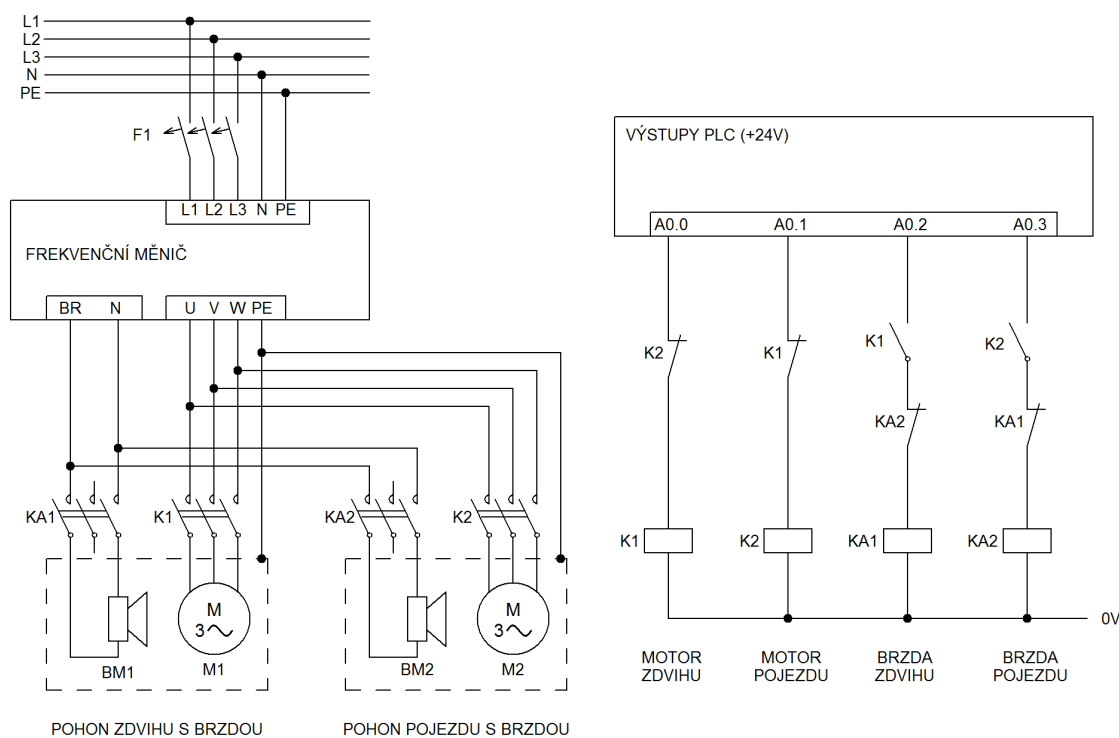 L1
L2
L3
N
PE
F1
L1 L2 L3 N PE
FREKVENČNÍ MĚNIČ
BR N U V W PE
KA1 K1 KA2 K2
M 3 M 3
BM1 M1 BM2 M2
POHON ZDVIHU S BRZDOU
POHON POJEZDU S BRZDOU
VÝSTUPY PLC (+24V)
A0.0 A0.1 A0.2 A0.3
K2 K1 K1 K2
KA2 KA1
K1 K2 KA1 KA2
0V
MOTOR ZDVIHU
MOTOR POJEZDU
BRZDA ZDVIHU
BRZDA POJEZDU